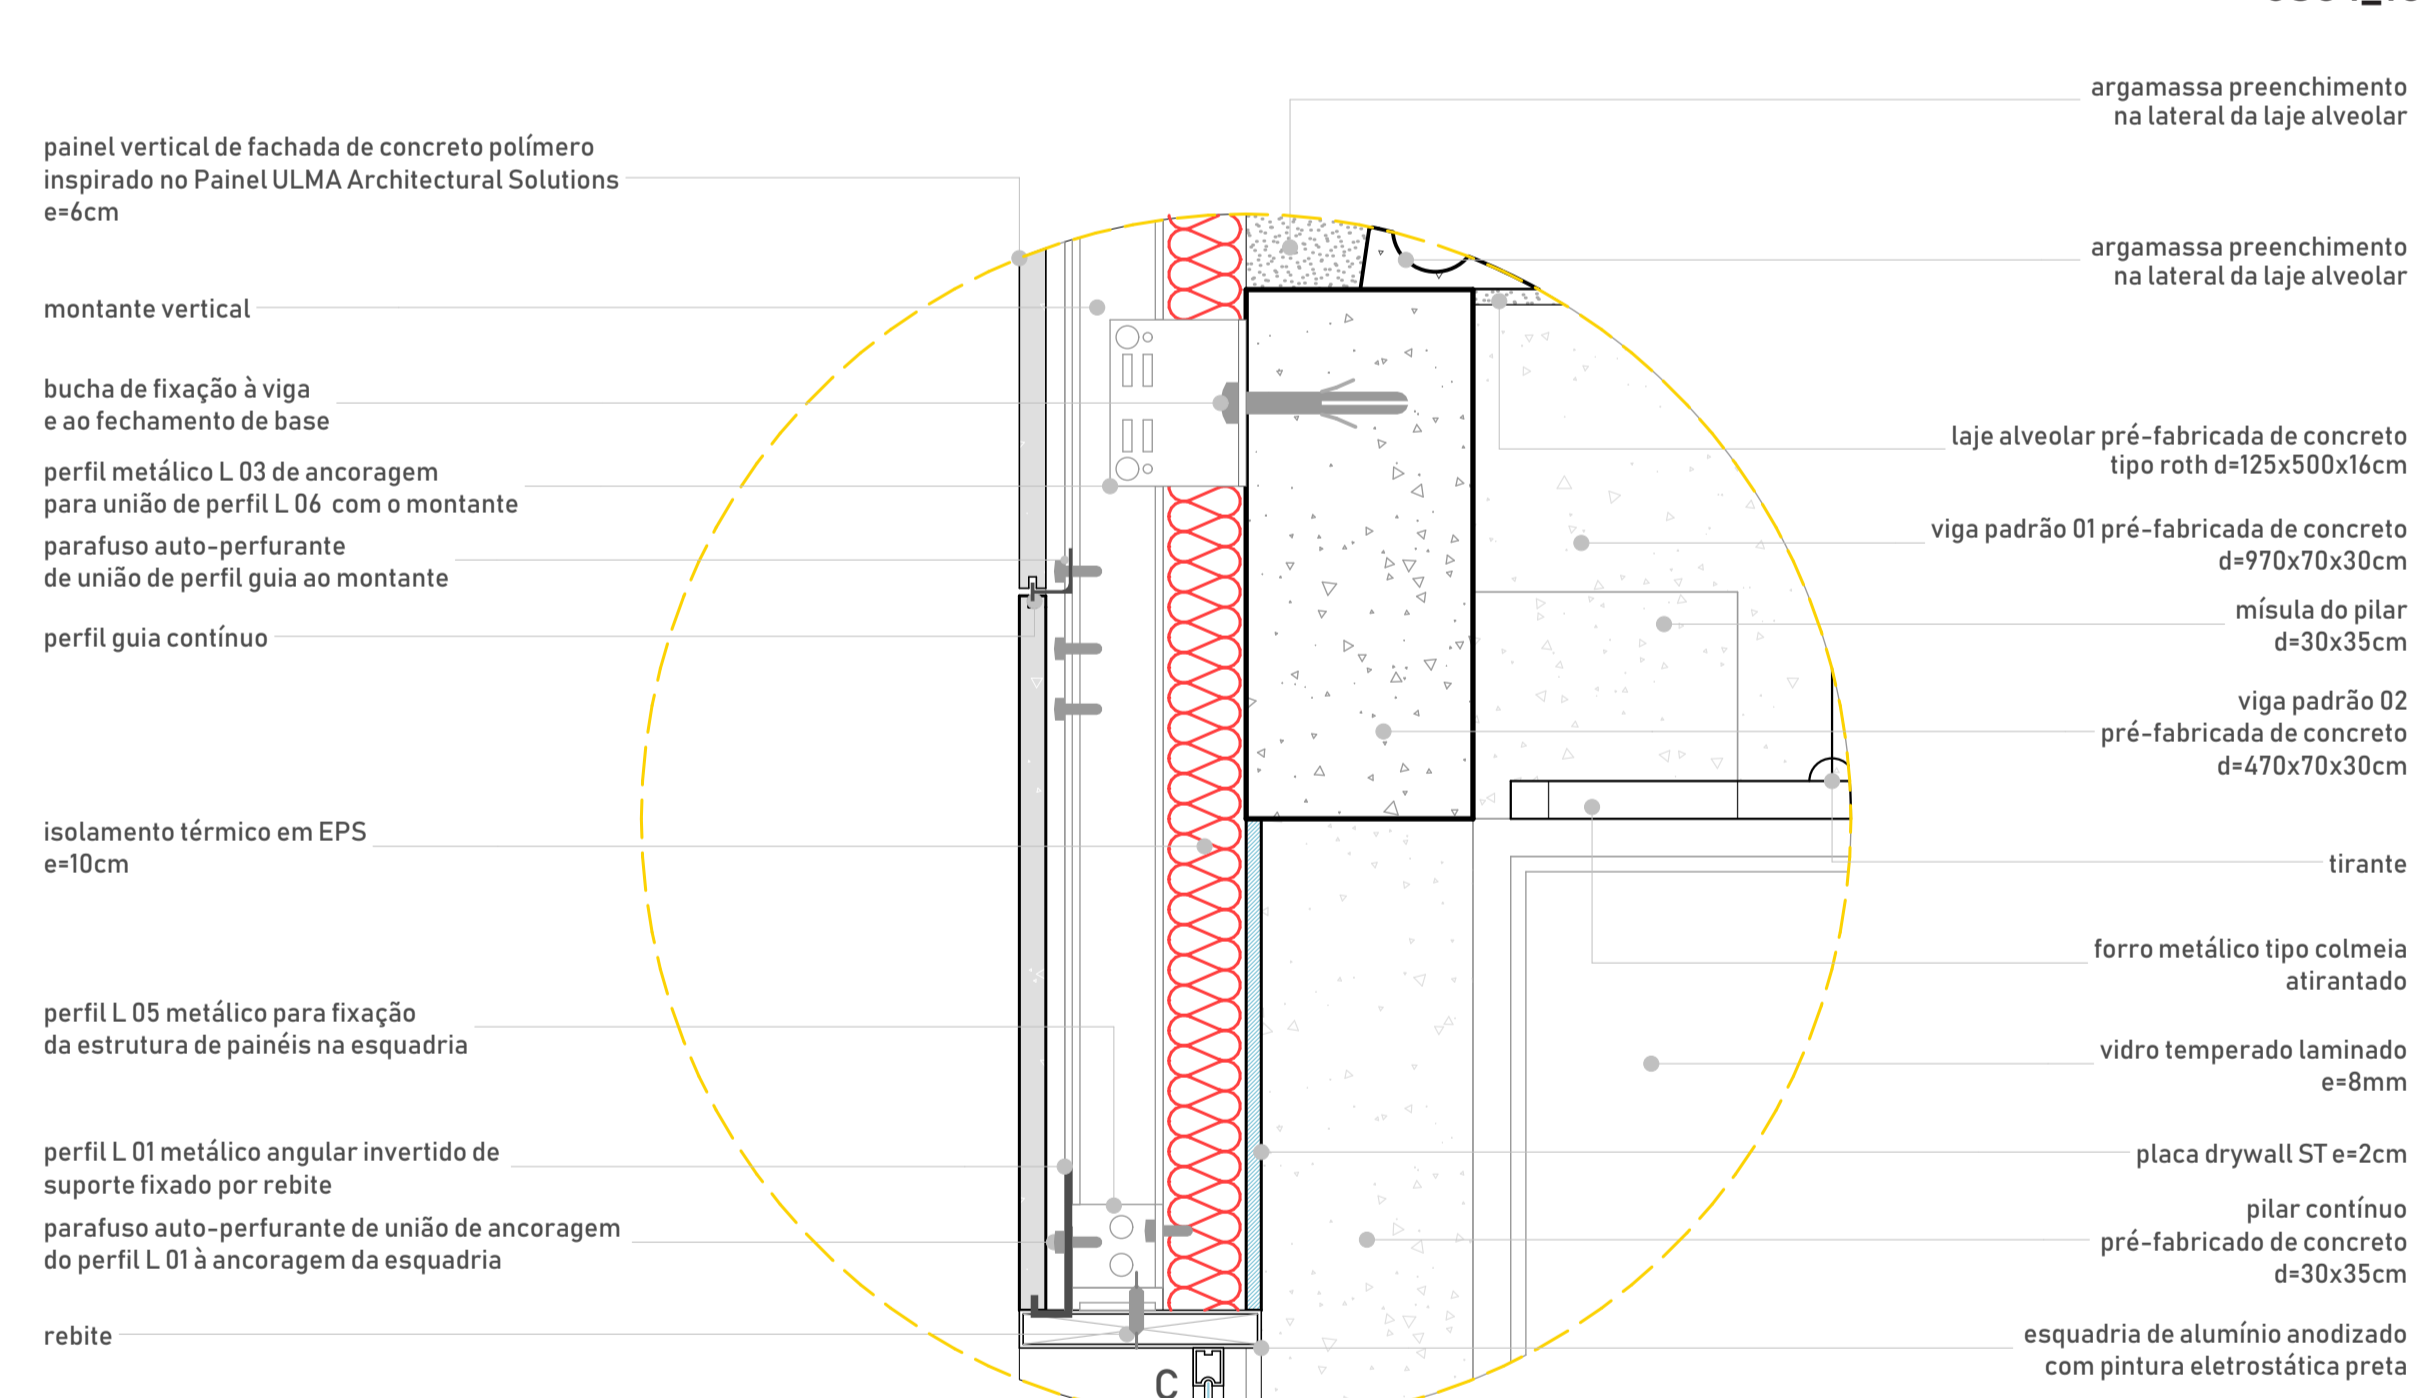 painel vertical de fachada de concreto polímero
inspirado no Painel ULMA Architectural Solutions
e=6cm
montante vertical
bucha de fixação à viga
e ao fechamento de base
perfil metálico L 03 de ancoragem
para união de perfil L 06 com o montante
parafuso auto-perfurante
de união de perfil guia ao montante
perfil guia contínuo
isolamento térmico em EPS
e=10cm
perfil L 05 metálico para fixação
da estrutura de painéis na esquadria
perfil L 01 metálico angular invertido de
suporte fixado por rebite
parafuso auto-perfurante de união de ancoragem
do perfil L 01 à ancoragem da esquadria
rebite
C
argamassa preenchimento
na lateral da laje alveolar
argamassa preenchimento
na lateral da laje alveolar
laje alveolar pré-fabricada de concreto
tipo roth d=125x500x16cm
viga padrão 01 pré-fabricada de concreto
d=970x70x30cm
mísula do pilar
d=30x35cm
viga padrão 02
pré-fabricada de concreto
d=470x70x30cm
tirante
forro metálico tipo colmeia
atirantado
vidro temperado laminado
e=8mm
placa drywall ST e=2cm
pilar contínuo
pré-fabricado de concreto
d=30x35cm
esquadria de alumínio anodizado
com pintura eletrostática preta